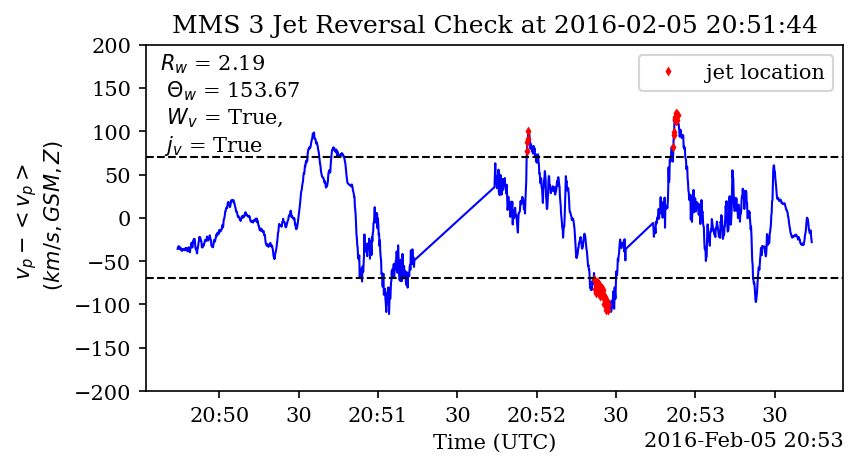 MMS 3 Jet Reversal Check at 2016-02-05 20:51:44
R_w = 2.19
Θ_w = 153.67
W_v = True,
j_v = True
jet location
v_p − < v_p >
(km/s, GSM, Z)
200
150
100
50
0
−50
−100
−150
−200
20:50 30 20:51 30 20:52 30 20:53 30
Time (UTC)
2016-Feb-05 20:53